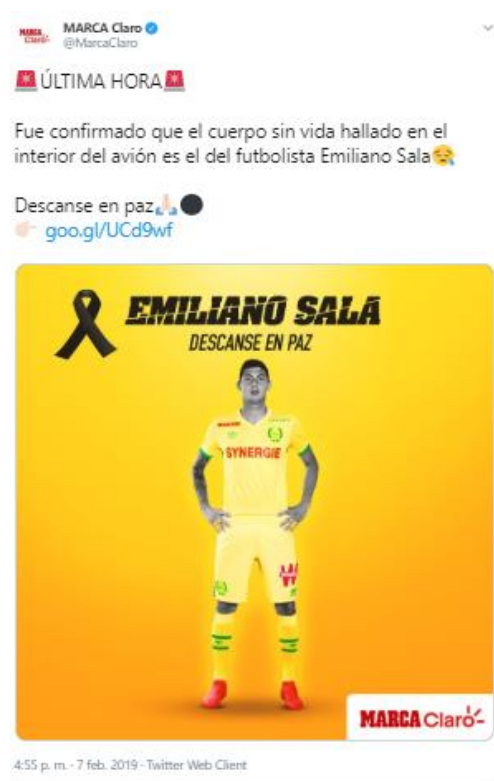 MARCA Claro
@MarcaClaro
ÚLTIMA HORA
Fue confirmado que el cuerpo sin vida hallado en el
interior del avión es el del futbolista Emiliano Sala
Descanse en paz
goo.gl/UCd9wf
EMILIANO SALA
DESCANSE EN PAZ
SYNERGIE
MARCA Claro
4:55 p. m. - 7 feb. 2019 - Twitter Web Client